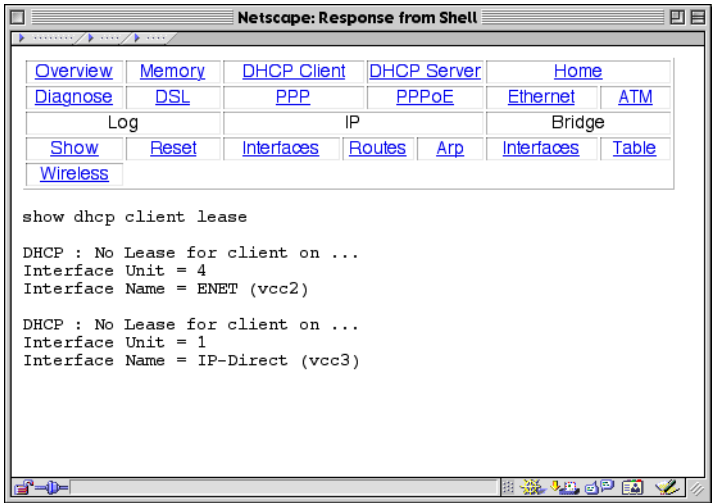 Netscape: Response from Shell
Overview Memory DHCP Client DHCP Server Home
Diagnose DSL PPP PPPoE Ethernet ATM
Log IP Bridge
Show Reset Interfaces Routes Arp Interfaces Table
Wireless
show dhcp client lease
DHCP : No Lease for client on ...
Interface Unit = 4
Interface Name = ENET (vcc2)
DHCP : No Lease for client on ...
Interface Unit = 1
Interface Name = IP-Direct (vcc3)